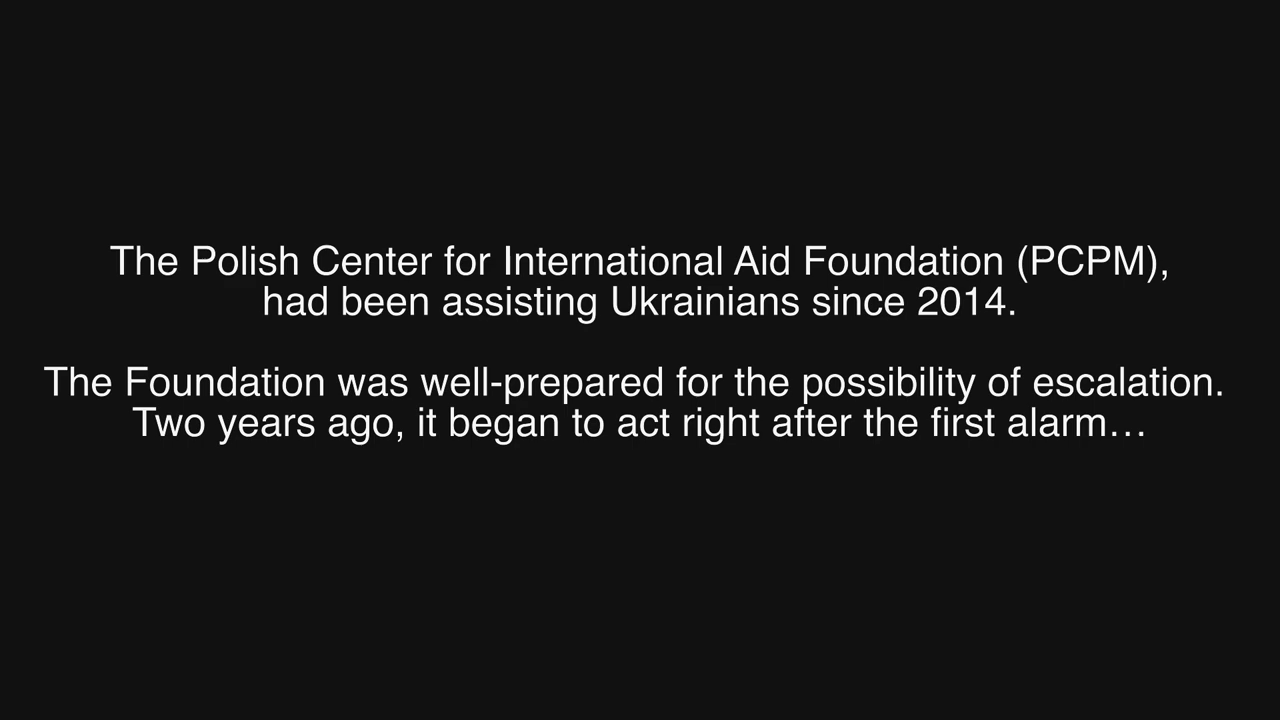 The Polish Center for International Aid Foundation (PCPM),
had been assisting Ukrainians since 2014.
The Foundation was well-prepared for the possibility of escalation.
Two years ago, it began to act right after the first alarm…